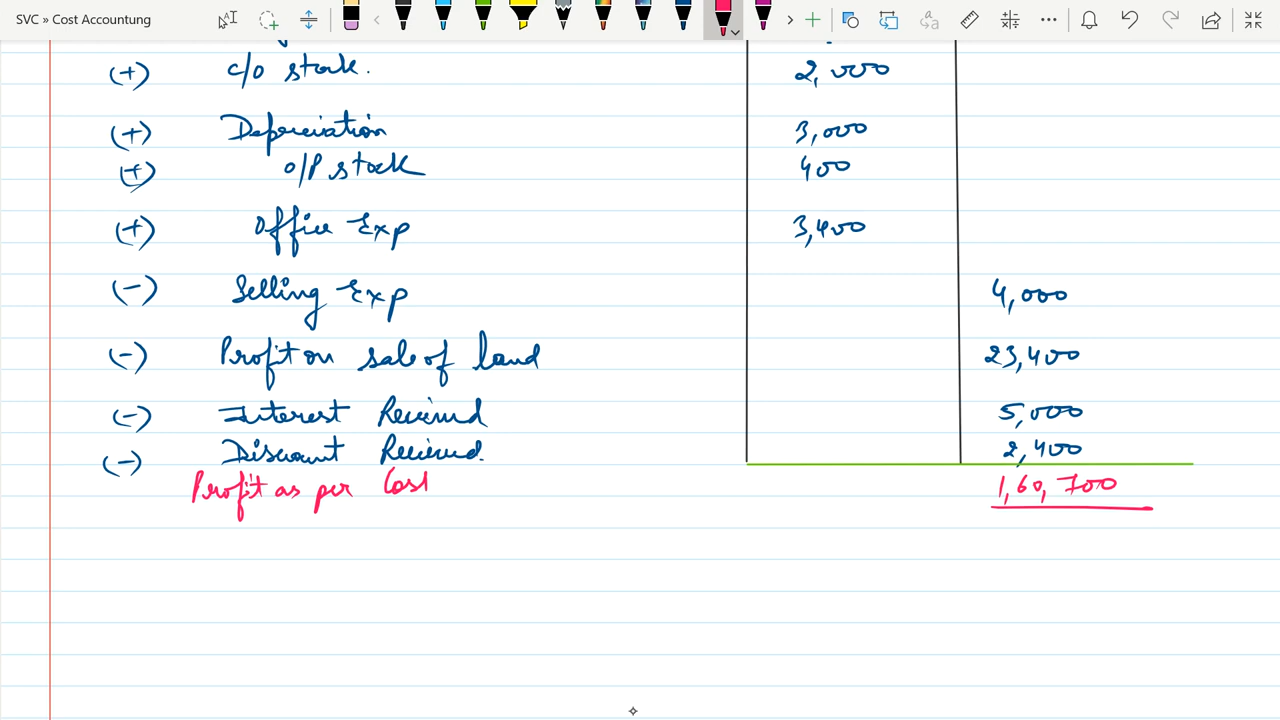 SVC » Cost Accountung
(+) c/o stock. 2,000
(+) Depreciation 3,000
(+) o/p stock 400
(+) Office Exp 3,400
(-) Selling Exp 4,000
(-) Profit on sale of land 23,400
(-) Interest Recieved 5,000
(-) Discount Recieved. 2,400
Profit as per Cost 1,60,700